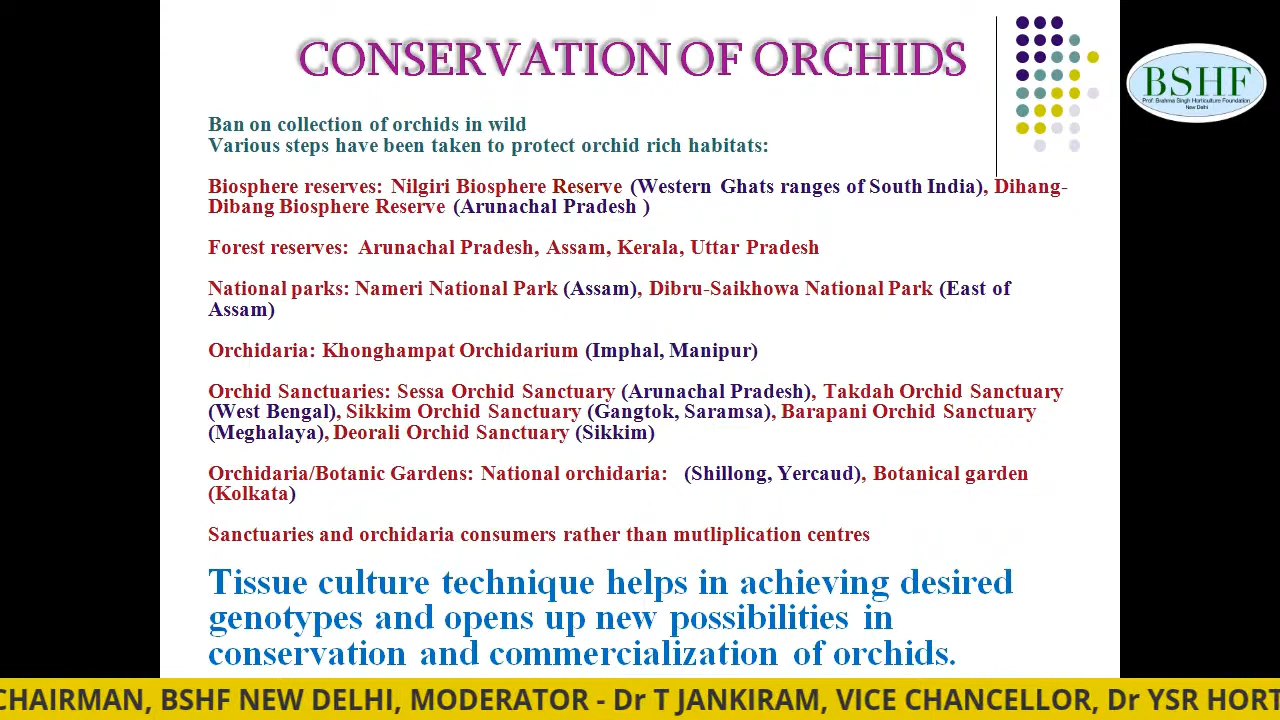 CONSERVATION OF ORCHIDS
BSHF
Prof. Brahma Singh Horticulture Foundation
New Delhi
Ban on collection of orchids in wild
Various steps have been taken to protect orchid rich habitats:
Biosphere reserves: Nilgiri Biosphere Reserve (Western Ghats ranges of South India), Dihang-
Dibang Biosphere Reserve (Arunachal Pradesh )
Forest reserves: Arunachal Pradesh, Assam, Kerala, Uttar Pradesh
National parks: Nameri National Park (Assam), Dibru-Saikhowa National Park (East of
Assam)
Orchidaria: Khonghampat Orchidarium (Imphal, Manipur)
Orchid Sanctuaries: Sessa Orchid Sanctuary (Arunachal Pradesh), Takdah Orchid Sanctuary
(West Bengal), Sikkim Orchid Sanctuary (Gangtok, Saramsa), Barapani Orchid Sanctuary
(Meghalaya), Deorali Orchid Sanctuary (Sikkim)
Orchidaria/Botanic Gardens: National orchidaria: (Shillong, Yercaud), Botanical garden
(Kolkata)
Sanctuaries and orchidaria consumers rather than mutliplication centres
Tissue culture technique helps in achieving desired
genotypes and opens up new possibilities in
conservation and commercialization of orchids.
CHAIRMAN, BSHF NEW DELHI, MODERATOR - Dr T JANKIRAM, VICE CHANCELLOR, Dr YSR HORT